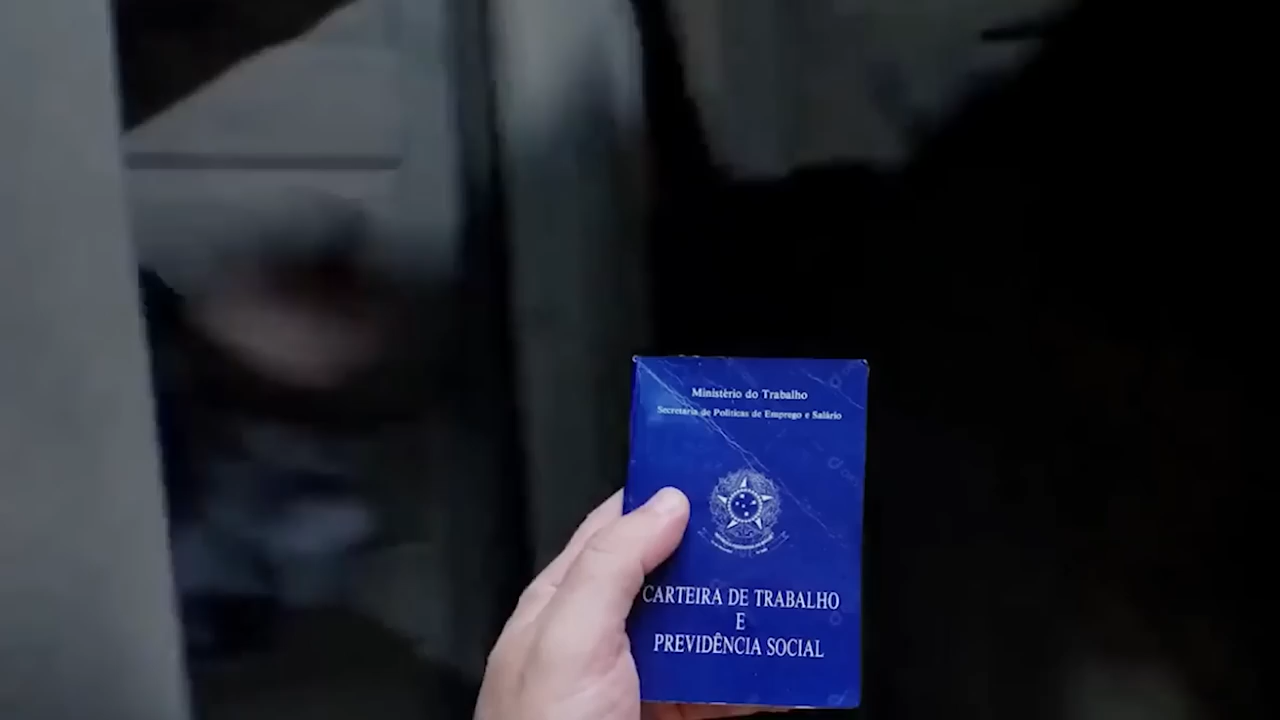 Ministério do Trabalho
Secretaria de Políticas de Emprego e Salário
CARTEIRA DE TRABALHO
E
PREVIDÊNCIA SOCIAL